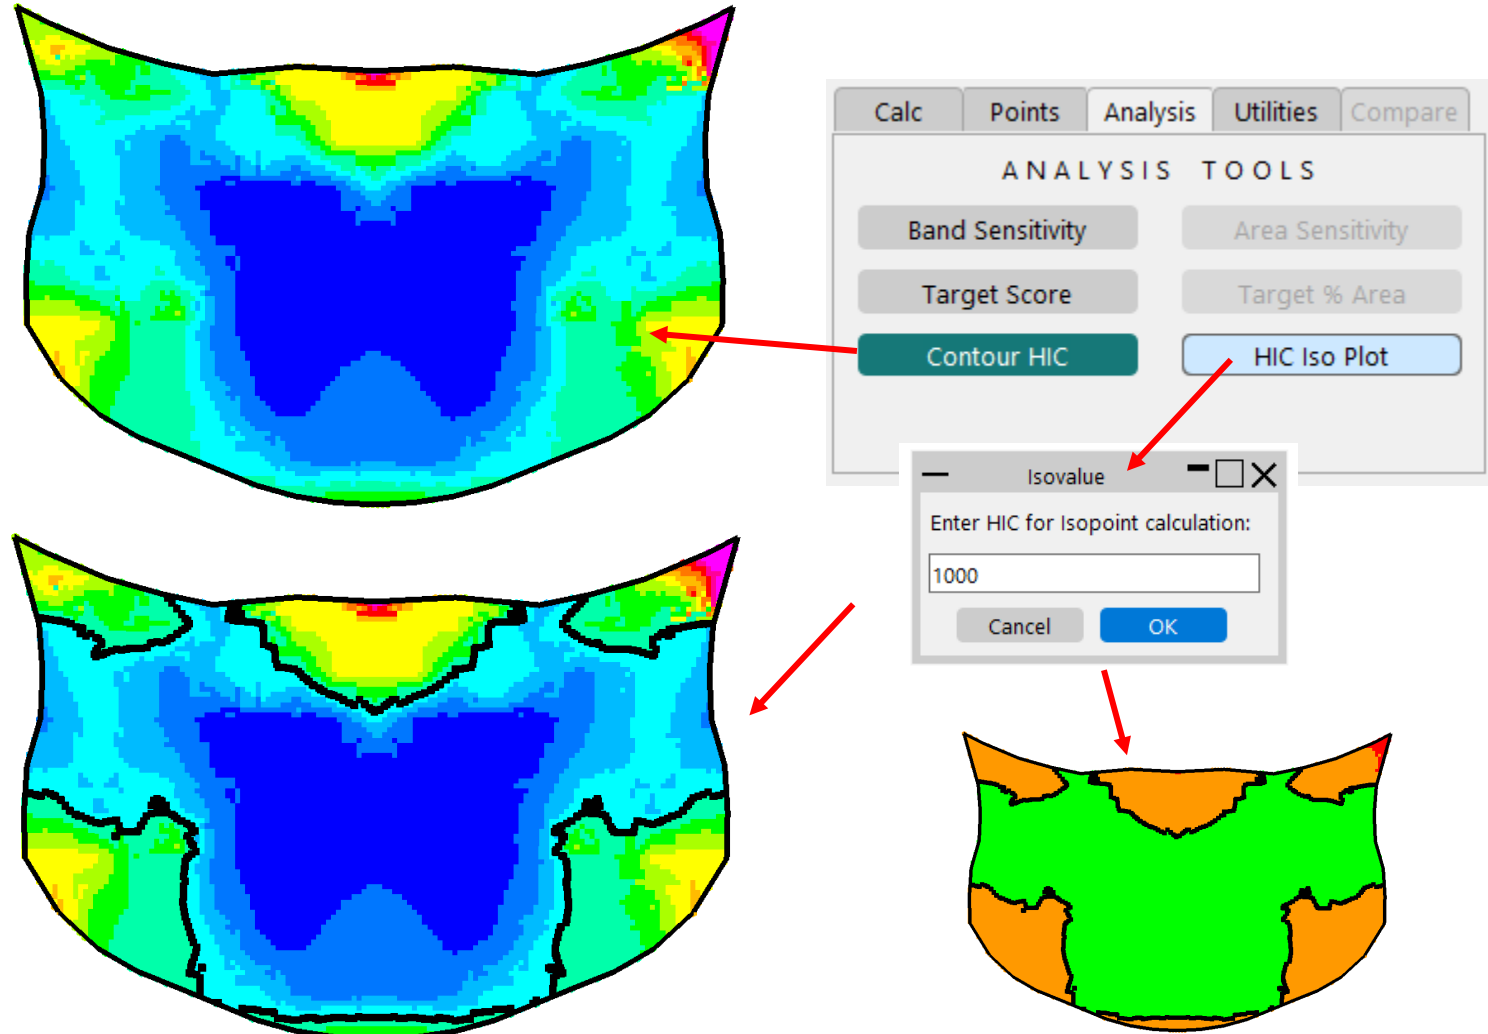 Calc Points Analysis Utilities Compare
ANALYSIS TOOLS
Band Sensitivity Area Sensitivity
Target Score Target % Area
Contour HIC HIC Iso Plot
Isovalue
Enter HIC for Isopoint calculation:
1000
Cancel OK